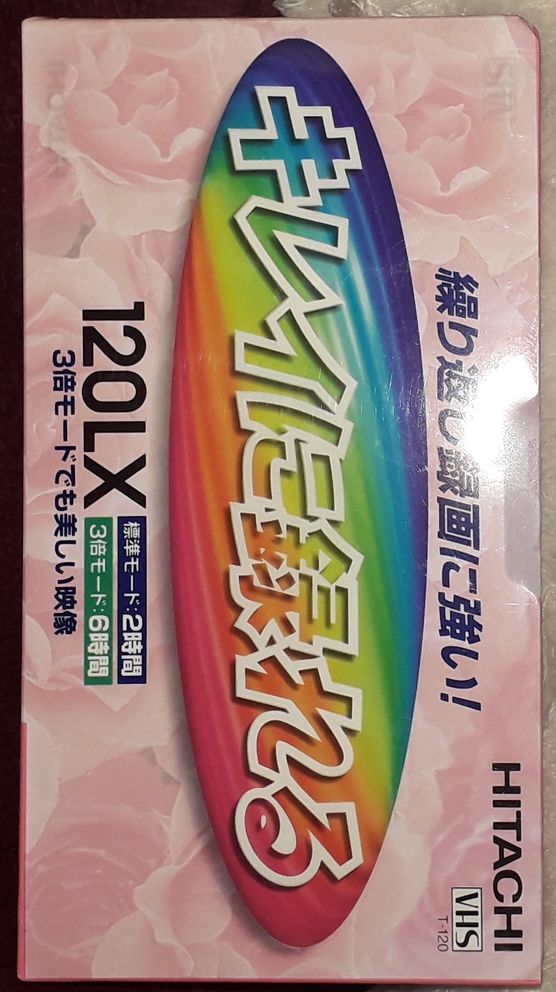 HITACHI
VHS
T-120
繰り返し録画に強い!
キレイに録れる
120LX
標準モード:2時間
3倍モード:6時間
3倍モードでも美しい映像